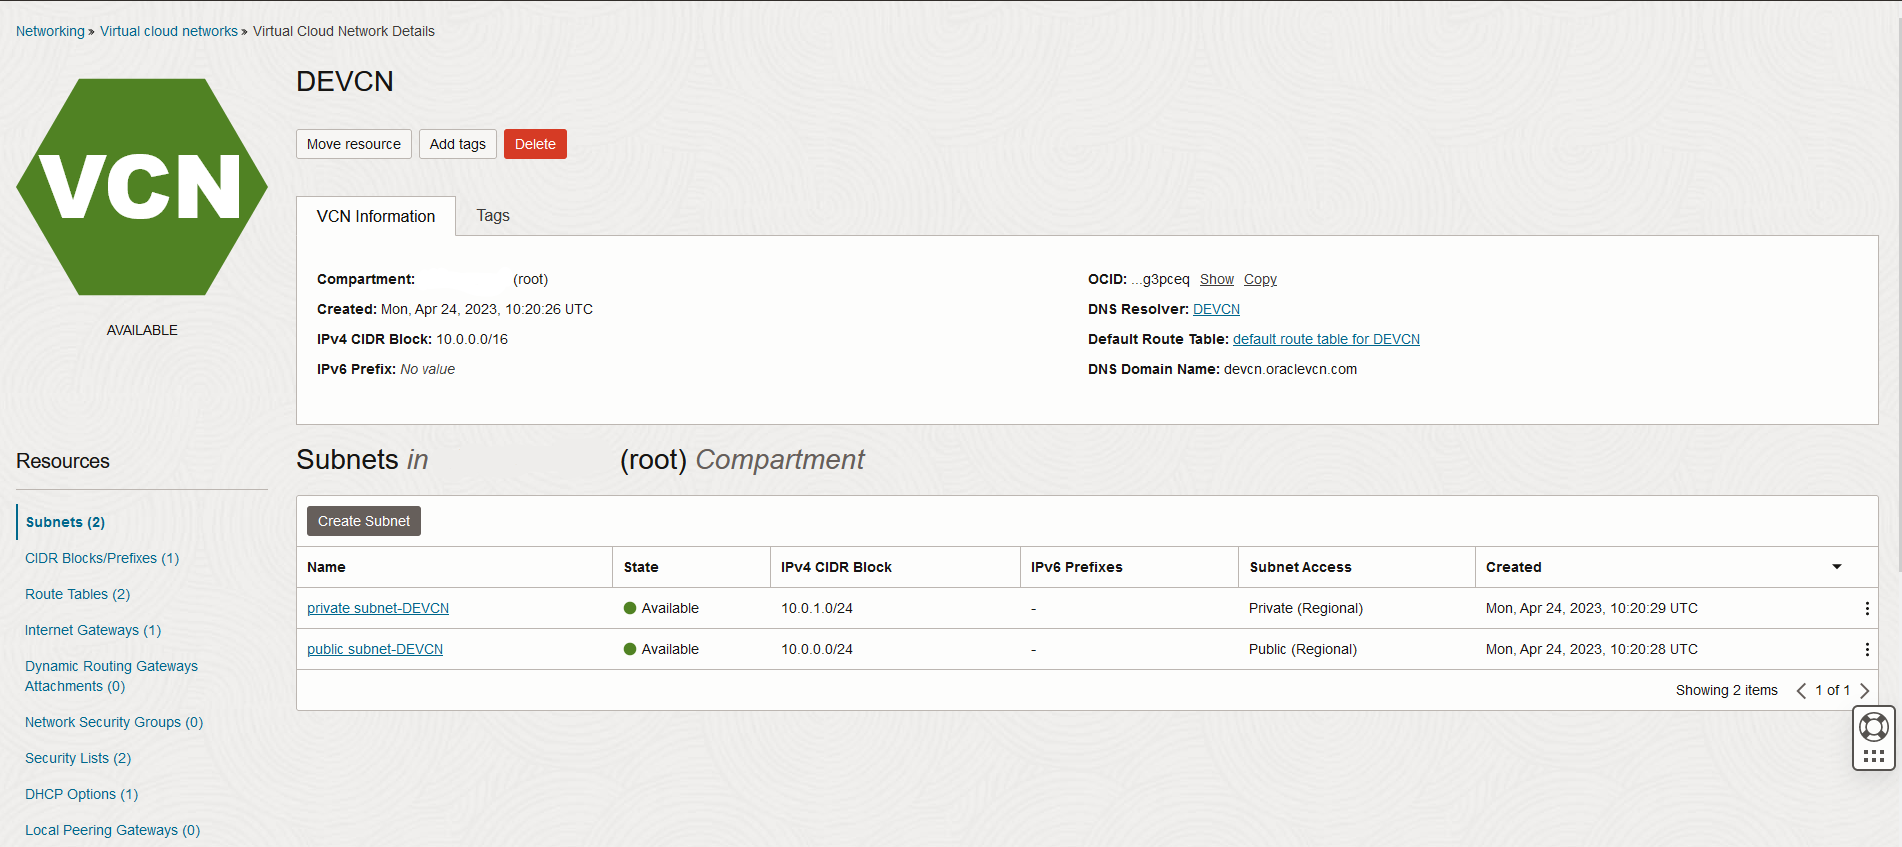 Networking » Virtual cloud networks » Virtual Cloud Network Details
VCN
AVAILABLE
DEVCN
Move resource Add tags Delete
VCN Information Tags
Compartment: (root)
Created: Mon, Apr 24, 2023, 10:20:26 UTC
IPv4 CIDR Block: 10.0.0.0/16
IPv6 Prefix: No value
OCID: ...g3pceq Show Copy
DNS Resolver: DEVCN
Default Route Table: default route table for DEVCN
DNS Domain Name: devcn.oraclevcn.com
Resources
Subnets (2)
CIDR Blocks/Prefixes (1)
Route Tables (2)
Internet Gateways (1)
Dynamic Routing Gateways
Attachments (0)
Network Security Groups (0)
Security Lists (2)
DHCP Options (1)
Local Peering Gateways (0)
Subnets in (root) Compartment
Create Subnet
Name State IPv4 CIDR Block IPv6 Prefixes Subnet Access Created
private subnet-DEVCN Available 10.0.1.0/24 - Private (Regional) Mon, Apr 24, 2023, 10:20:29 UTC
public subnet-DEVCN Available 10.0.0.0/24 - Public (Regional) Mon, Apr 24, 2023, 10:20:28 UTC
Showing 2 items 1 of 1